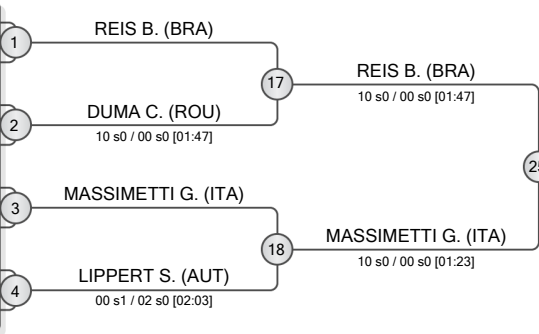 REIS B. (BRA)
1
17
REIS B. (BRA)
10 s0 / 00 s0 [01:47]
DUMA C. (ROU)
2
10 s0 / 00 s0 [01:47]
3
MASSIMETTI G. (ITA)
18
MASSIMETTI G. (ITA)
10 s0 / 00 s0 [01:23]
LIPPERT S. (AUT)
4
00 s1 / 02 s0 [02:03]